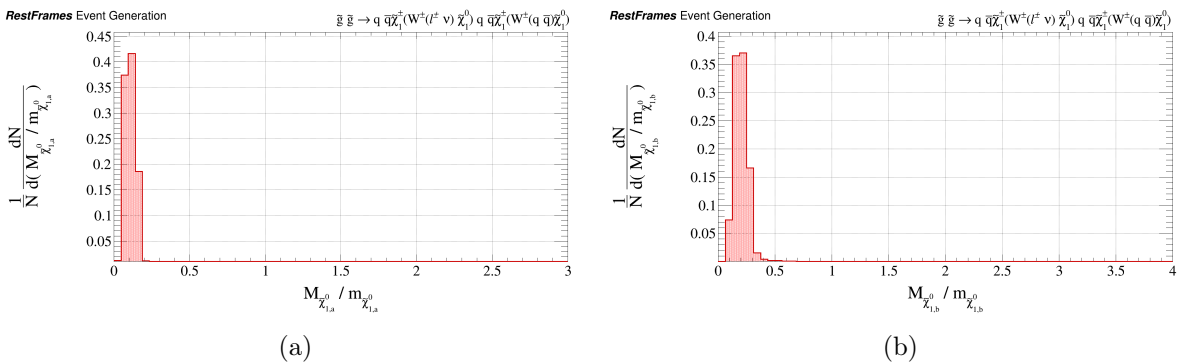 RestFrames Event Generation
g̃ g̃ → q q̄χ̃₁±(W±(l± ν) χ̃₁⁰) q q̄χ̃₁±(W±(q q̄)χ̃₁⁰)
0.45
0.4
0.35
0.3
0.25
0.2
0.15
0.1
0.05
1/N dN/d( M_χ̃⁰₁,ₐ / m_χ̃⁰₁,ₐ )
0 0.5 1 1.5 2 2.5 3
M_χ̃⁰₁,ₐ / m_χ̃⁰₁,ₐ
(a)
RestFrames Event Generation
g̃ g̃ → q q̄χ̃₁±(W±(l± ν) χ̃₁⁰) q q̄χ̃₁±(W±(q q̄)χ̃₁⁰)
0.4
0.35
0.3
0.25
0.2
0.15
0.1
0.05
1/N dN/d( M_χ̃⁰_1,b / m_χ̃⁰_1,b )
0 0.5 1 1.5 2 2.5 3 3.5 4
M_χ̃⁰_1,b / m_χ̃⁰_1,b
(b)